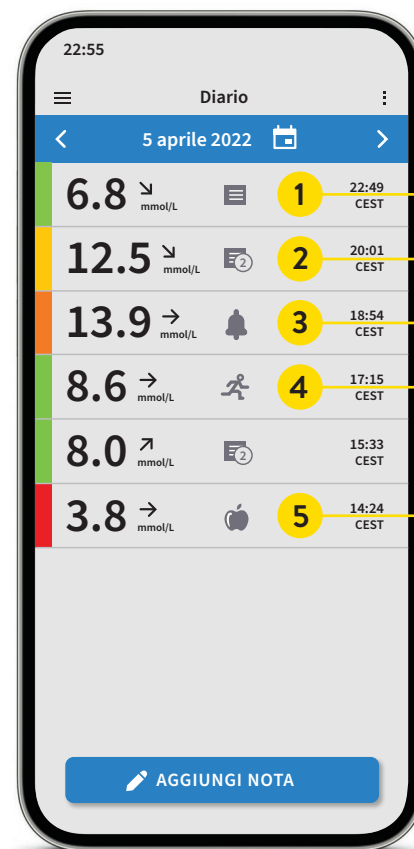 22:55
Diario
5 aprile 2022
6.8 mmol/L 1 22:49 CEST
12.5 mmol/L 2 2 20:01 CEST
13.9 mmol/L 3 18:54 CEST
8.6 mmol/L 4 17:15 CEST
8.0 mmol/L 2 15:33 CEST
3.8 mmol/L 5 14:24 CEST
AGGIUNGI NOTA